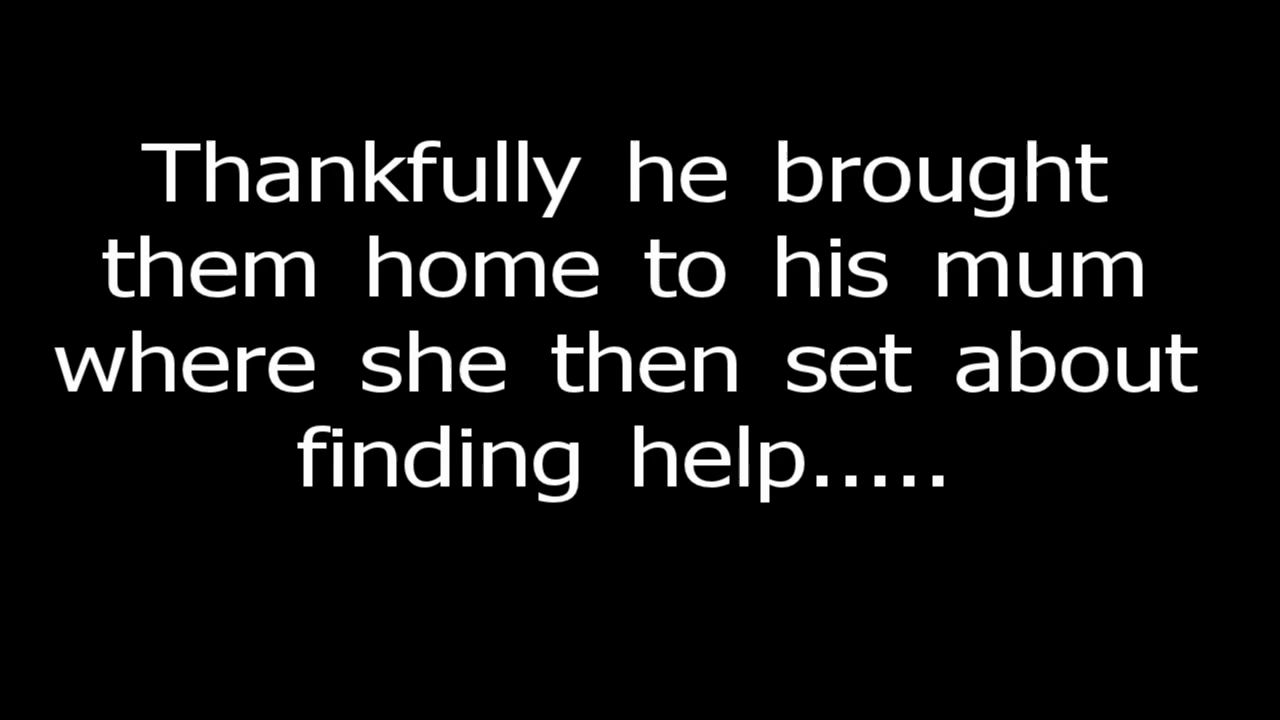 Thankfully he brought
them home to his mum
where she then set about
finding help.....